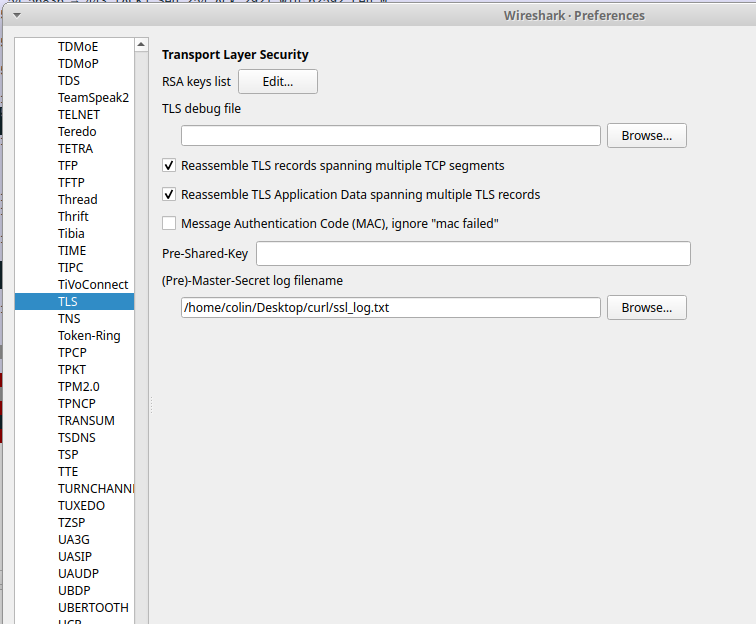 Wireshark · Preferences
TDMoE
TDMoP
TDS
TeamSpeak2
TELNET
Teredo
TETRA
TFP
TFTP
Thread
Thrift
Tibia
TIME
TIPC
TiVoConnect
TLS
TNS
Token-Ring
TPCP
TPKT
TPM2.0
TPNCP
TRANSUM
TSDNS
TSP
TTE
TURNCHANN
TUXEDO
TZSP
UA3G
UASIP
UAUDP
UBDP
UBERTOOTH
Transport Layer Security
RSA keys list Edit...
TLS debug file
Browse...
Reassemble TLS records spanning multiple TCP segments
Reassemble TLS Application Data spanning multiple TLS records
Message Authentication Code (MAC), ignore "mac failed"
Pre-Shared-Key
(Pre)-Master-Secret log filename
/home/colin/Desktop/curl/ssl_log.txt Browse...